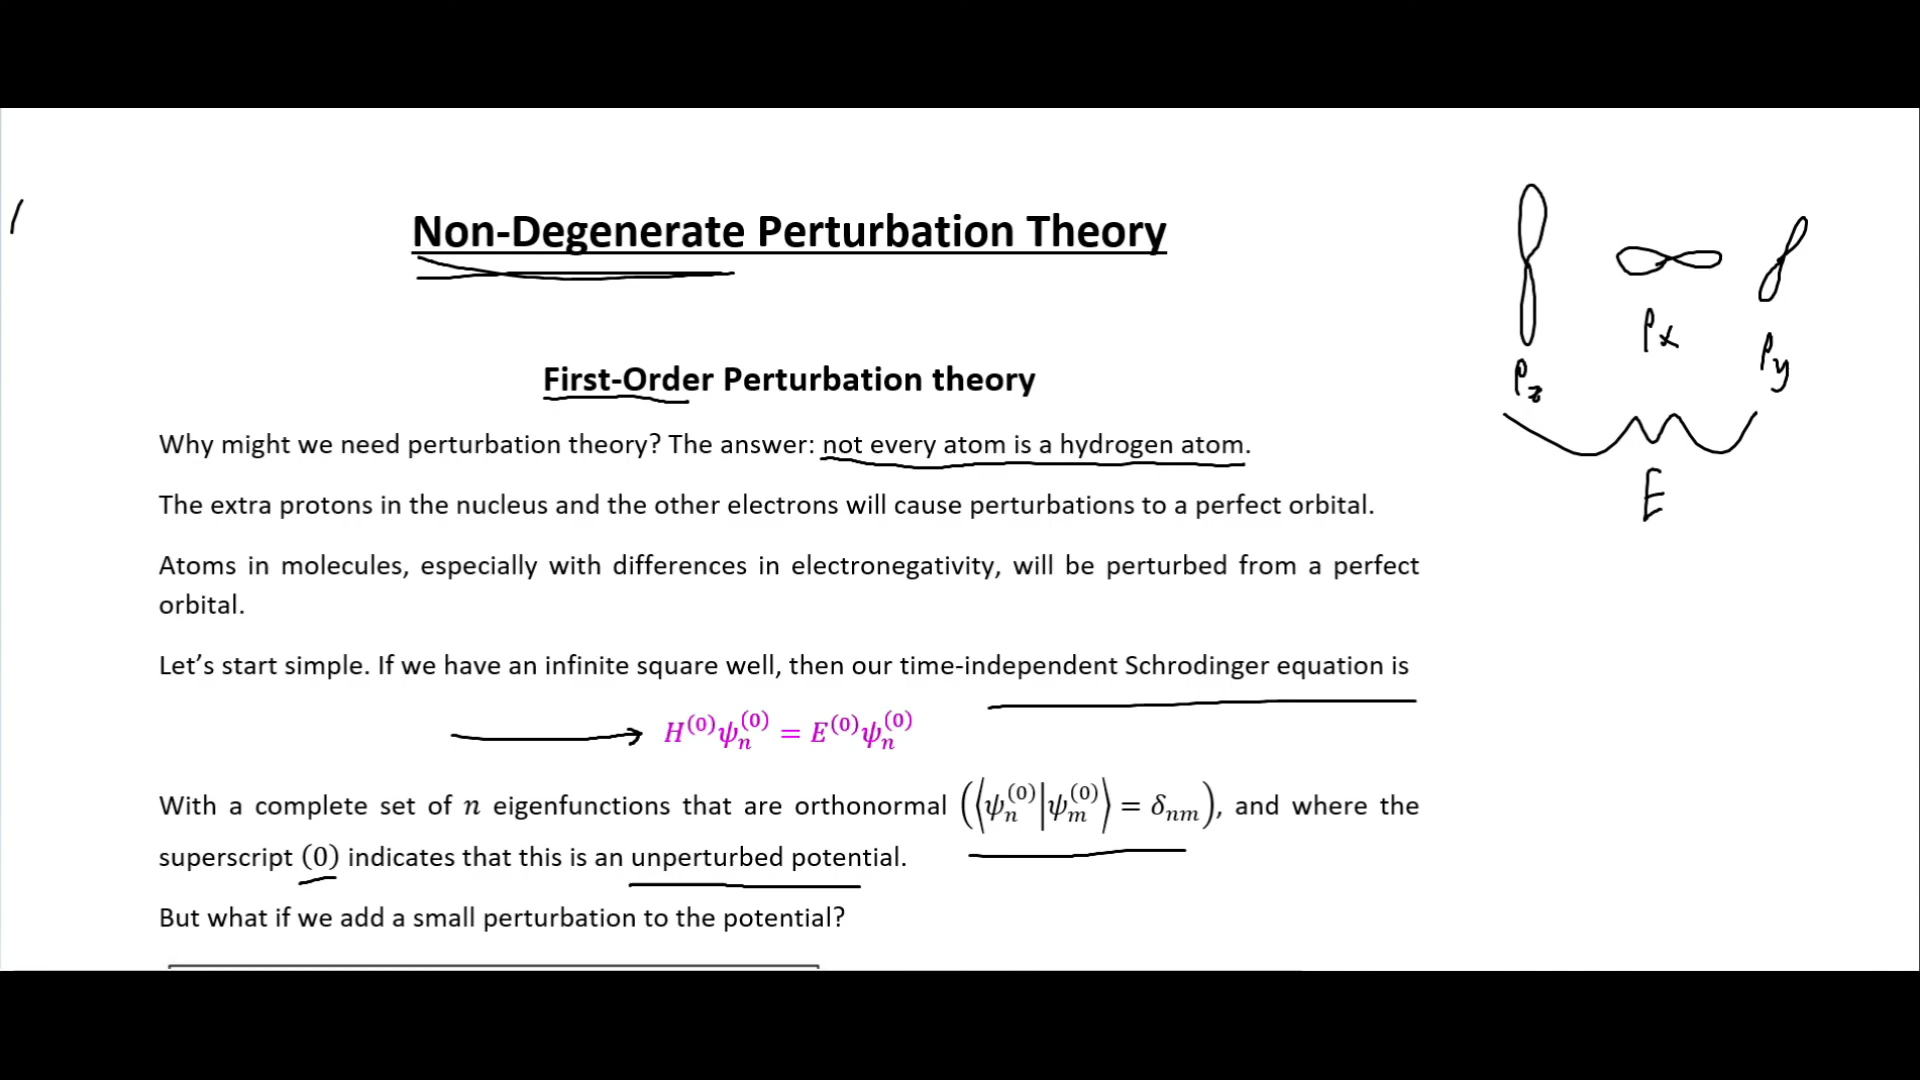 Non-Degenerate Perturbation Theory
First-Order Perturbation theory
Why might we need perturbation theory? The answer: not every atom is a hydrogen atom.
The extra protons in the nucleus and the other electrons will cause perturbations to a perfect orbital.
Atoms in molecules, especially with differences in electronegativity, will be perturbed from a perfect
orbital.
Let’s start simple. If we have an infinite square well, then our time-independent Schrodinger equation is
H^{(0)}ψ_n^{(0)} = E^{(0)}ψ_n^{(0)}
With a complete set of n eigenfunctions that are orthonormal (⟨ψ_n^{(0)}|ψ_m^{(0)}⟩ = δ_{nm}), and where the
superscript (0) indicates that this is an unperturbed potential.
But what if we add a small perturbation to the potential?
Pz
Px
Py
E